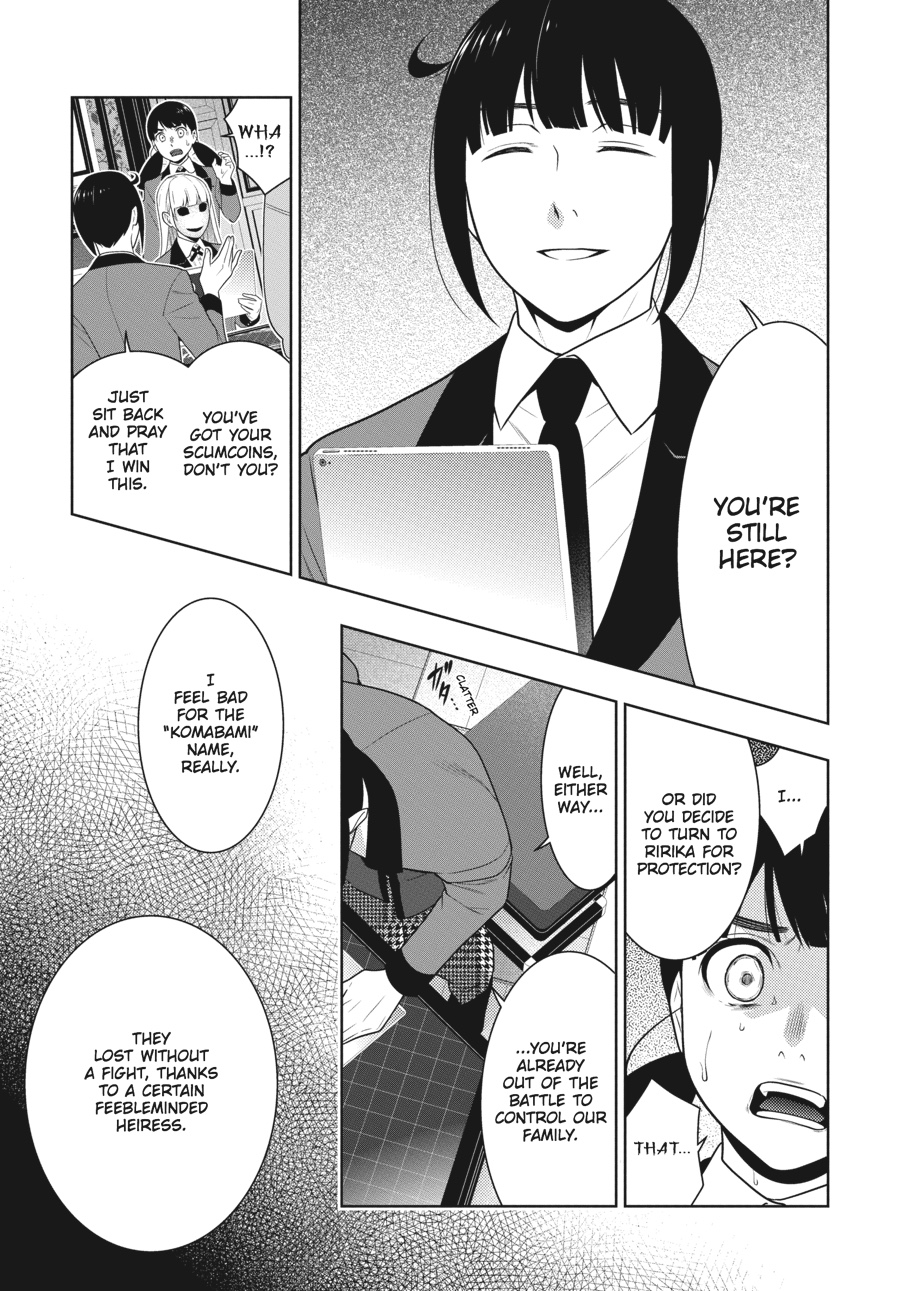 YOU'RE
STILL
HERE?
WHA
...!?
YOU'VE
GOT YOUR
SCUMCOINS,
DON'T YOU?
JUST
SIT BACK
AND PRAY
THAT
I WIN
THIS.
I...
OR DID
YOU DECIDE
TO TURN TO
RIRIKA FOR
PROTECTION?
THAT...
WELL,
EITHER
WAY...
ガタ...
CLATTER
...YOU'RE
ALREADY
OUT OF THE
BATTLE TO
CONTROL OUR
FAMILY.
I
FEEL BAD
FOR THE
"KOMABAMI"
NAME,
REALLY.
THEY
LOST WITHOUT
A FIGHT, THANKS
TO A CERTAIN
FEEBLEMINDED
HEIRESS.